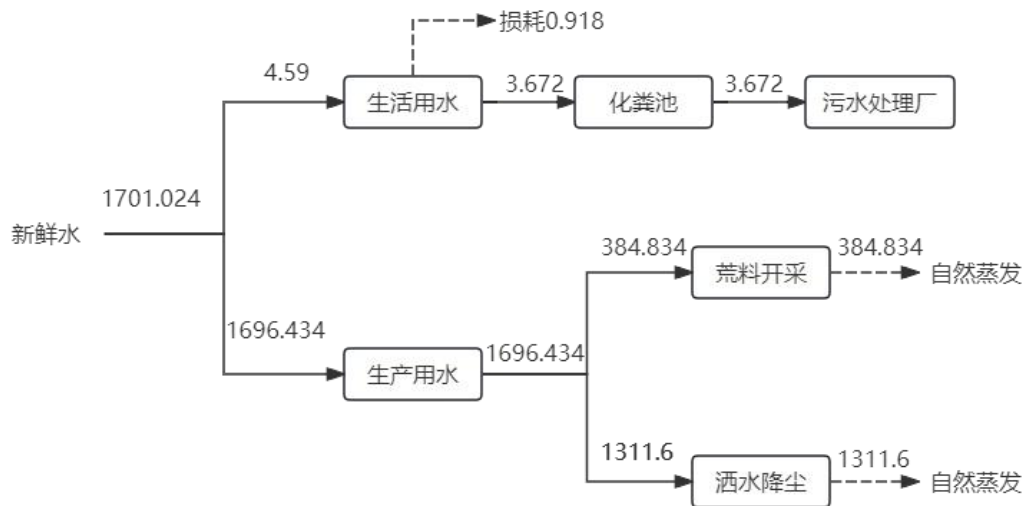 损耗0.918
4.59
生活用水
3.672
化粪池
3.672
污水处理厂
1701.024
新鲜水
384.834
荒料开采
384.834
自然蒸发
1696.434
生产用水
1696.434
1311.6
洒水降尘
1311.6
自然蒸发